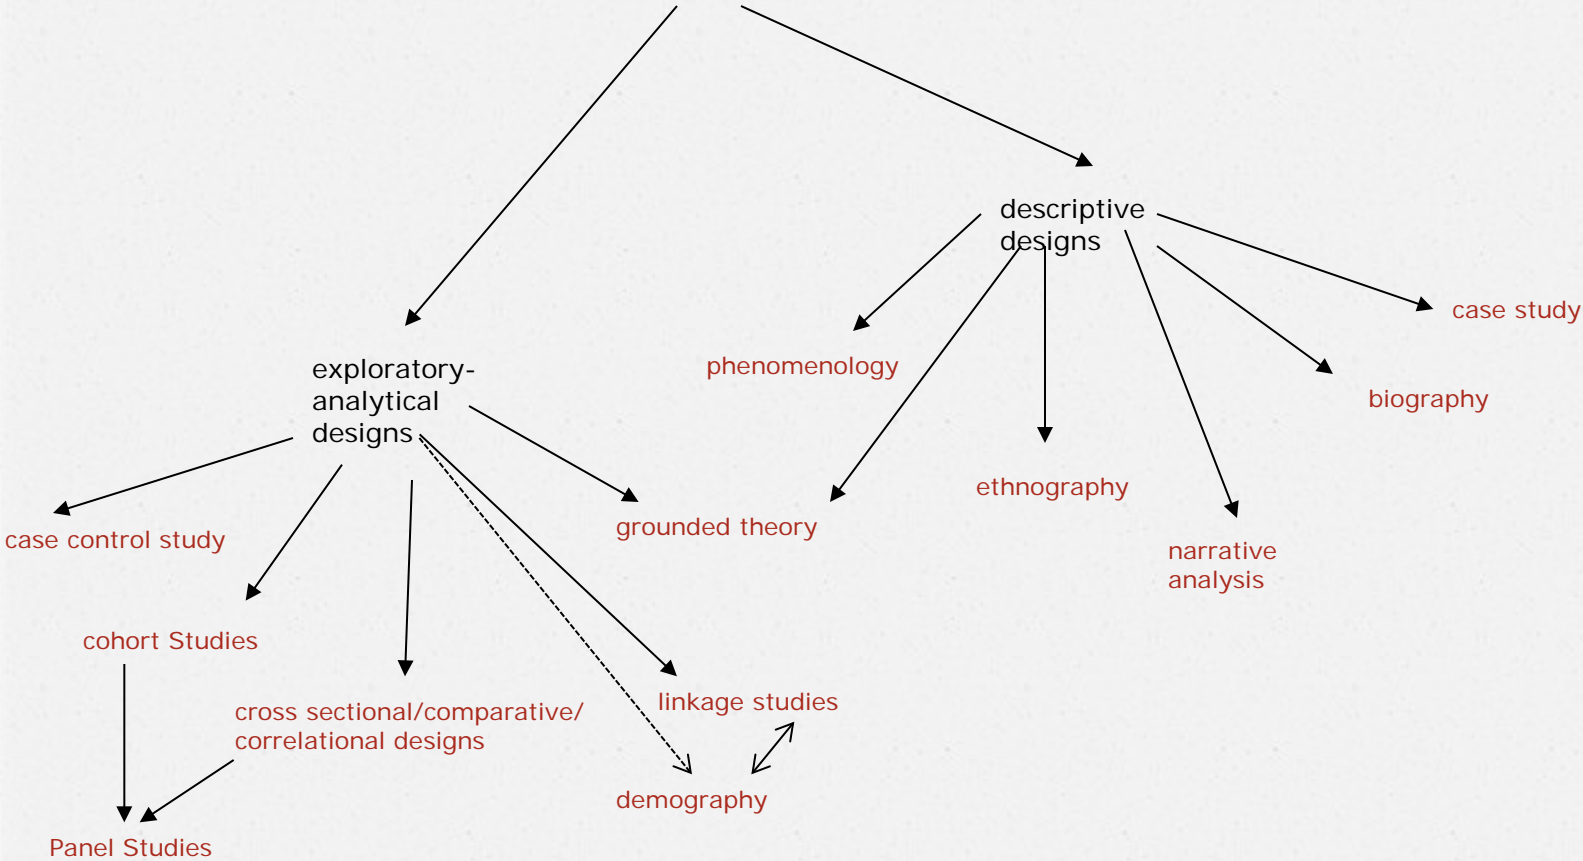 descriptive
designs
case study
phenomenology
biography
exploratory-
analytical
designs
ethnography
grounded theory
case control study
narrative
analysis
cohort Studies
linkage studies
cross sectional/comparative/
correlational designs
demography
Panel Studies